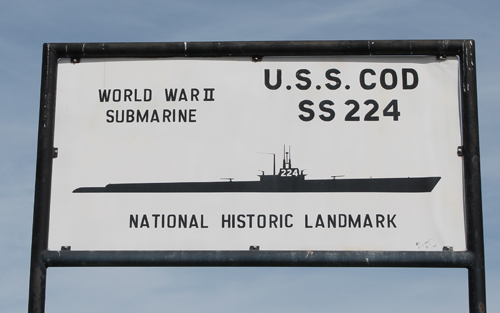 WORLD WAR II
SUBMARINE
U.S.S. COD
SS 224
224
NATIONAL HISTORIC LANDMARK